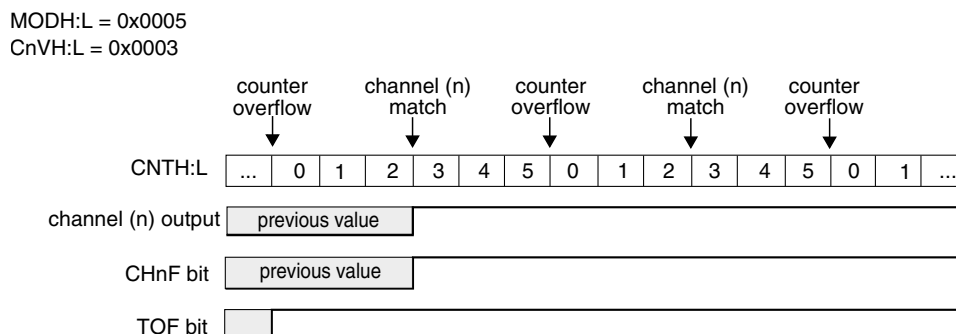 MODH:L = 0x0005
CnVH:L = 0x0003
counter overflow channel (n) match counter overflow channel (n) match counter overflow
CNTH:L ... 0 1 2 3 4 5 0 1 2 3 4 5 0 1 ...
channel (n) output previous value
CHnF bit previous value
TOF bit